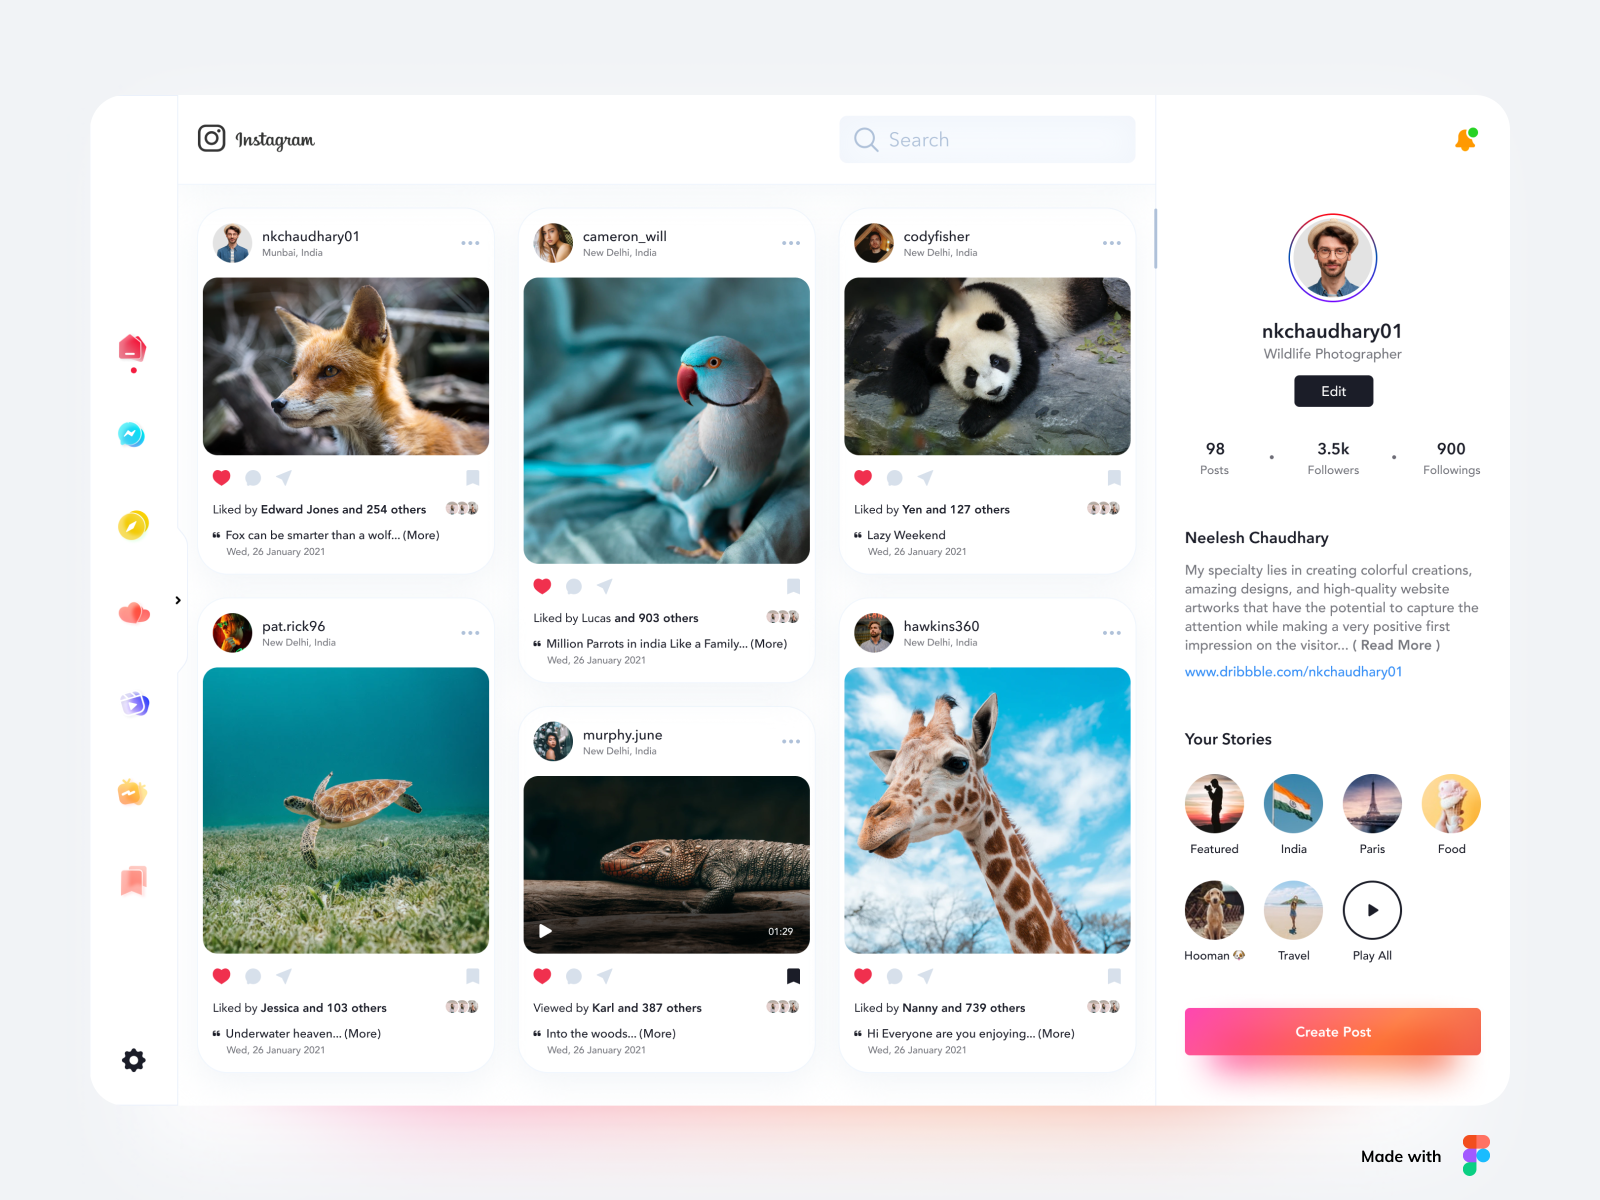 Instagram
Search
nkchaudhary01
Munbai, India
Liked by Edward Jones and 254 others
❝ Fox can be smarter than a wolf... (More)
Wed, 26 January 2021
pat.rick96
New Delhi, India
Liked by Jessica and 103 others
❝ Underwater heaven... (More)
Wed, 26 January 2021
cameron_will
New Delhi, India
Liked by Lucas and 903 others
❝ Million Parrots in india Like a Family... (More)
Wed, 26 January 2021
murphy.june
New Delhi, India
01:29
Viewed by Karl and 387 others
❝ Into the woods... (More)
Wed, 26 January 2021
codyfisher
New Delhi, India
Liked by Yen and 127 others
❝ Lazy Weekend
Wed, 26 January 2021
hawkins360
New Delhi, India
Liked by Nanny and 739 others
❝ Hi Everyone are you enjoying... (More)
Wed, 26 January 2021
nkchaudhary01
Wildlife Photographer
Edit
98 • 3.5k • 900
Posts Followers Followings
Neelesh Chaudhary
My specialty lies in creating colorful creations,
amazing designs, and high-quality website
artworks that have the potential to capture the
attention while making a very positive first
impression on the visitor... ( Read More )
www.dribbble.com/nkchaudhary01
Your Stories
Featured India Paris Food
Hooman 🐶 Travel Play All
Create Post
Made with